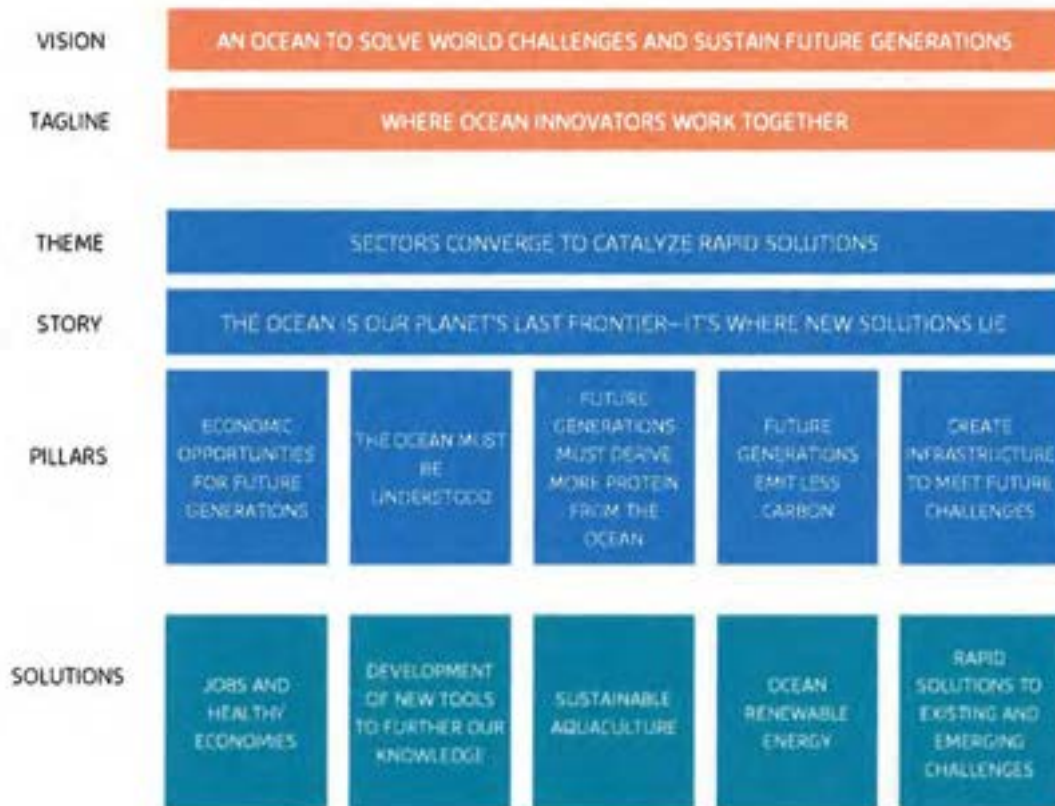 VISION
AN OCEAN TO SOLVE WORLD CHALLENGES AND SUSTAIN FUTURE GENERATIONS
TAGLINE
WHERE OCEAN INNOVATORS WORK TOGETHER
THEME
SECTORS CONVERGE TO CATALYZE RAPID SOLUTIONS
STORY
THE OCEAN IS OUR PLANET'S LAST FRONTIER—IT'S WHERE NEW SOLUTIONS LIE
PILLARS
ECONOMIC
OPPORTUNITIES
FOR FUTURE
GENERATIONS
THE OCEAN MUST
BE
UNDERSTOOD
FUTURE
GENERATIONS
MUST DERIVE
MORE PROTEIN
FROM THE
OCEAN
FUTURE
GENERATIONS
EMIT LESS
CARBON
CREATE
INFRASTRUCTURE
TO MEET FUTURE
CHALLENGES
SOLUTIONS
JOBS AND
HEALTHY
ECONOMIES
DEVELOPMENT
OF NEW TOOLS
TO FURTHER OUR
KNOWLEDGE
SUSTAINABLE
AQUACULTURE
OCEAN
RENEWABLE
ENERGY
RAPID
SOLUTIONS TO
EXISTING AND
EMERGING
CHALLENGES